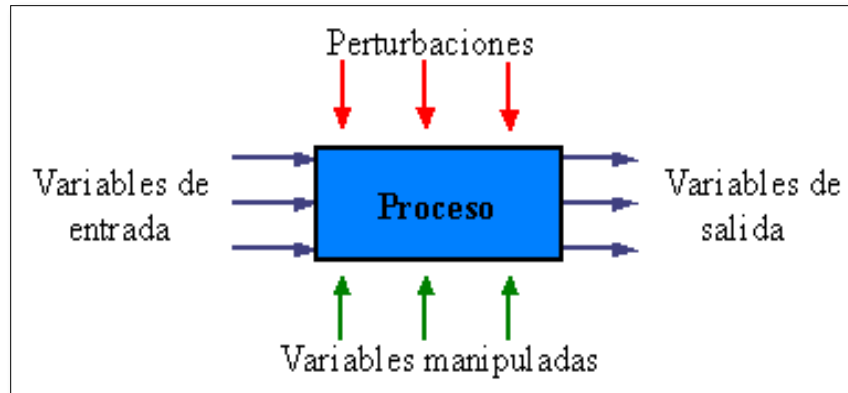 Perturbaciones
Variables de
entrada
Proceso
Variables de
salida
Variables manipuladas